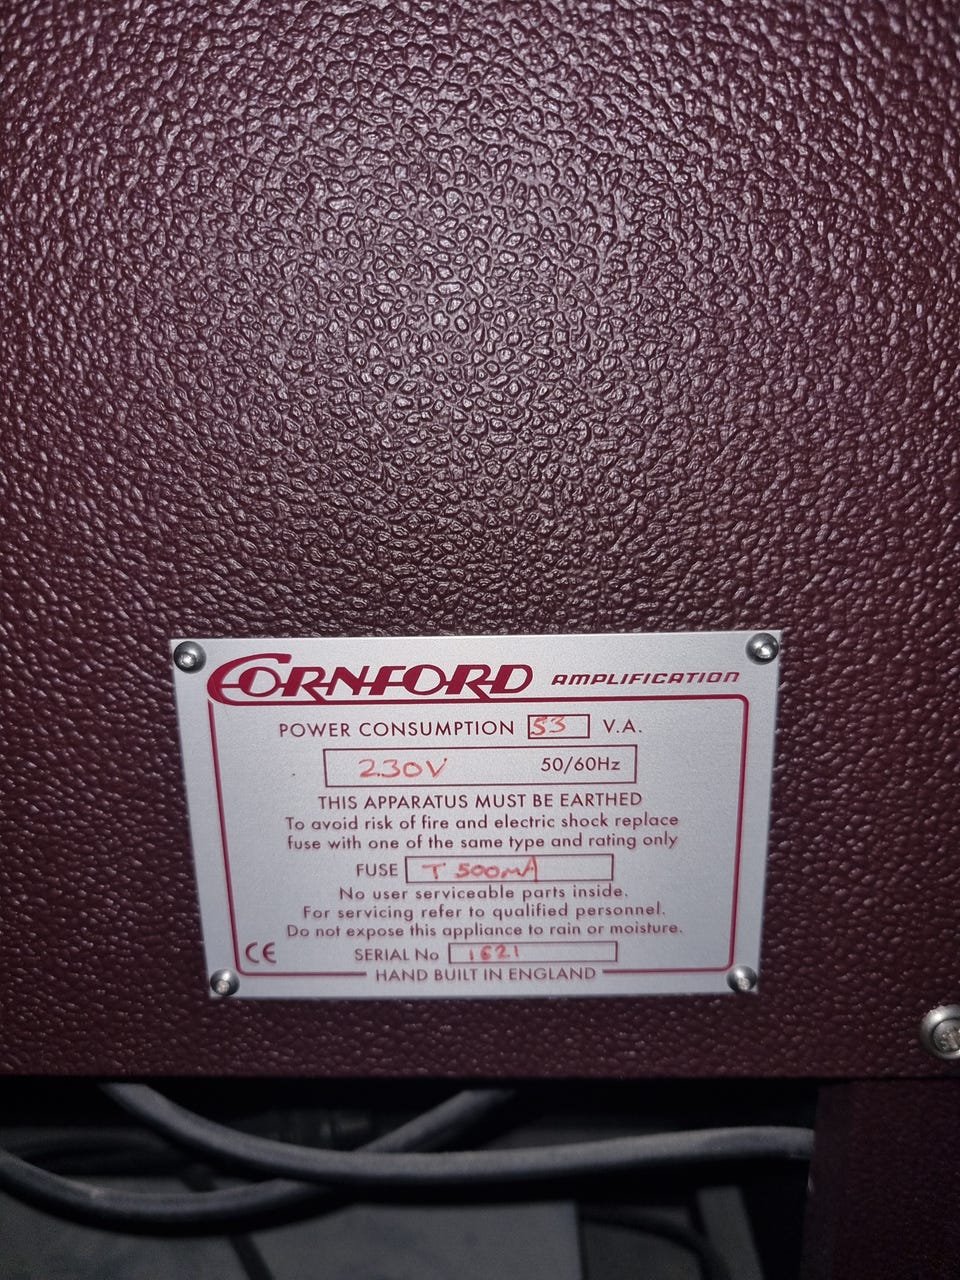 CORNFORD AMPLIFICATION
POWER CONSUMPTION 53 V.A.
230V 50/60Hz
THIS APPARATUS MUST BE EARTHED
To avoid risk of fire and electric shock replace
fuse with one of the same type and rating only
FUSE T 500mA
No user serviceable parts inside.
For servicing refer to qualified personnel.
Do not expose this appliance to rain or moisture.
CE SERIAL No 1621
HAND BUILT IN ENGLAND